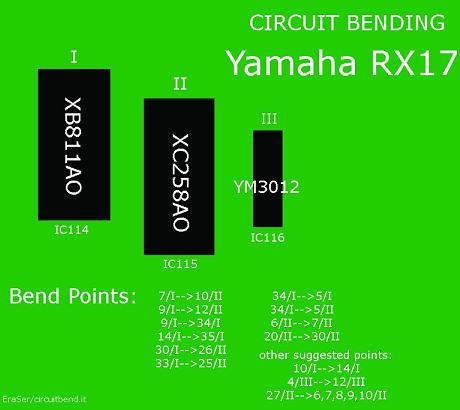 CIRCUIT BENDING
Yamaha RX17
I
XB811AO
IC114
II
XC258AO
IC115
III
YM3012
IC116
Bend Points:
7/I-->10/II
9/I-->12/II
9/I-->34/I
14/I-->35/I
30/I-->26/II
33/I-->25/II
34/I-->5/I
34/I-->5/II
6/II-->7/II
20/II-->30/II
other suggested points:
10/I-->14/I
4/III-->12/III
27/II-->6,7,8,9,10/II
EraSer/circuitbend.it